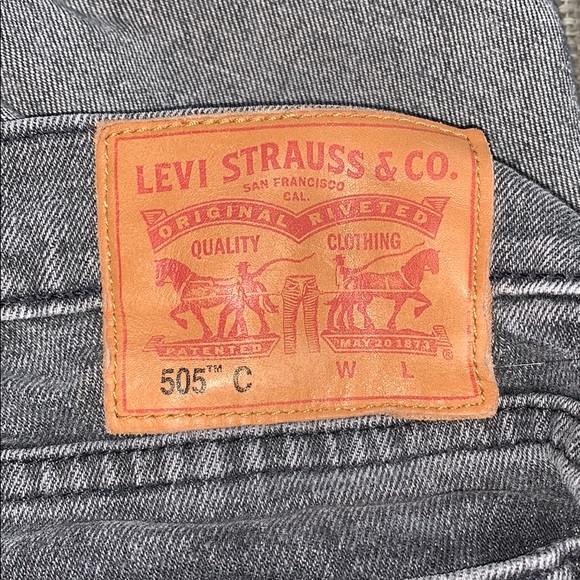 LEVI STRAUSS & CO.
SAN FRANCISCO
CAL.
ORIGINAL RIVETED
QUALITY CLOTHING
PATENTED MAY 20 1873 ®
505™ C W L